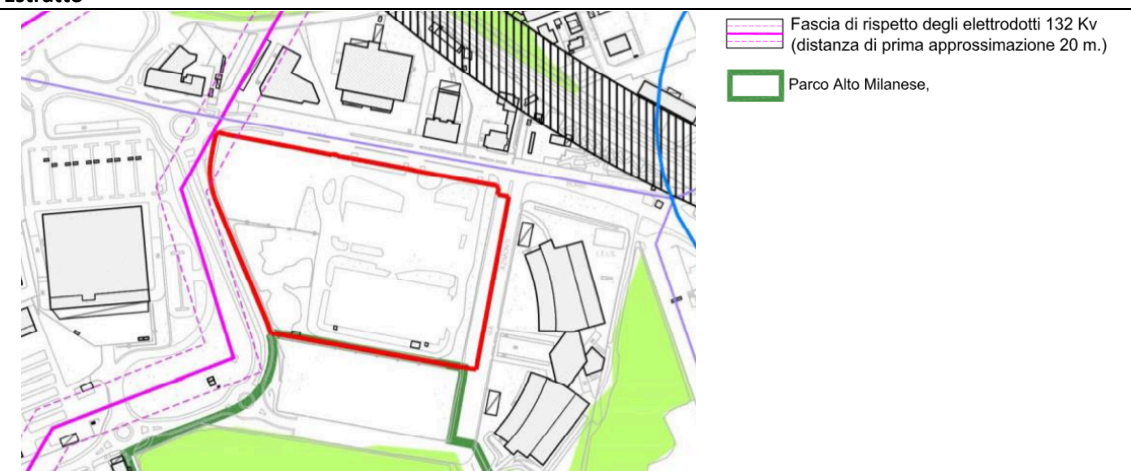 Estratto
Fascia di rispetto degli elettrodotti 132 Kv
(distanza di prima approssimazione 20 m.)
Parco Alto Milanese,